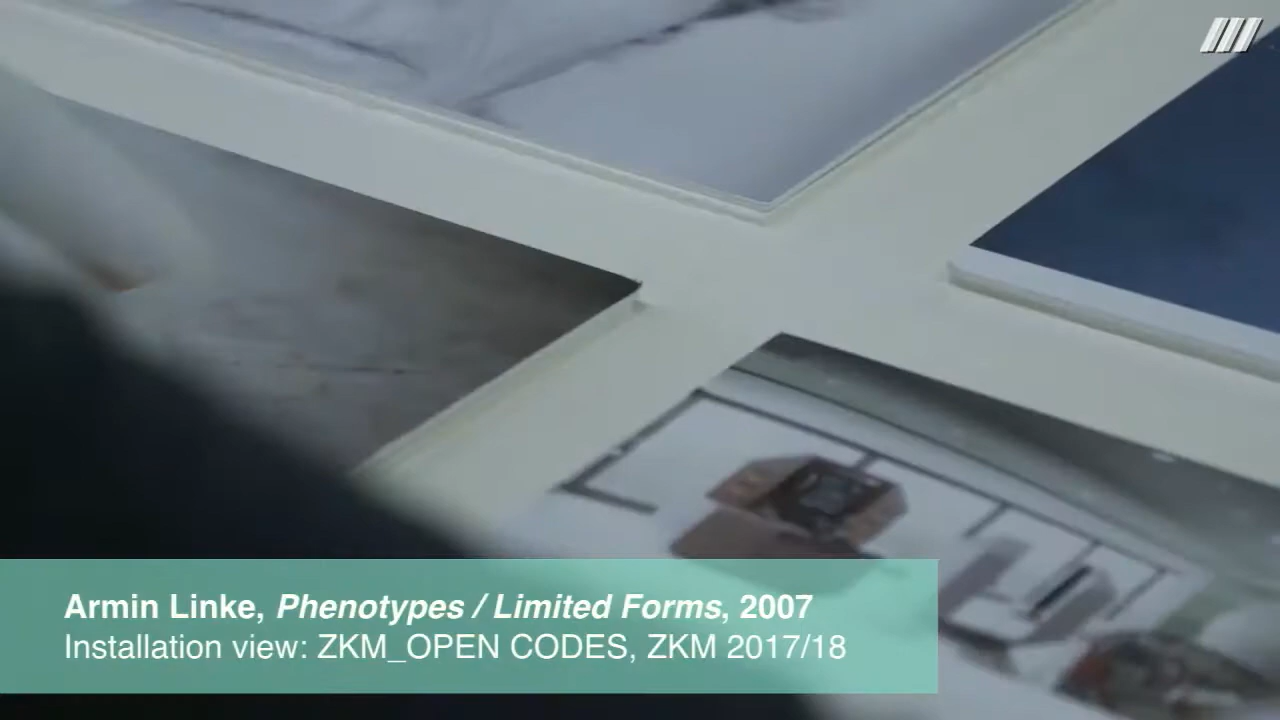 Armin Linke, Phenotypes / Limited Forms, 2007
Installation view: ZKM_OPEN CODES, ZKM 2017/18